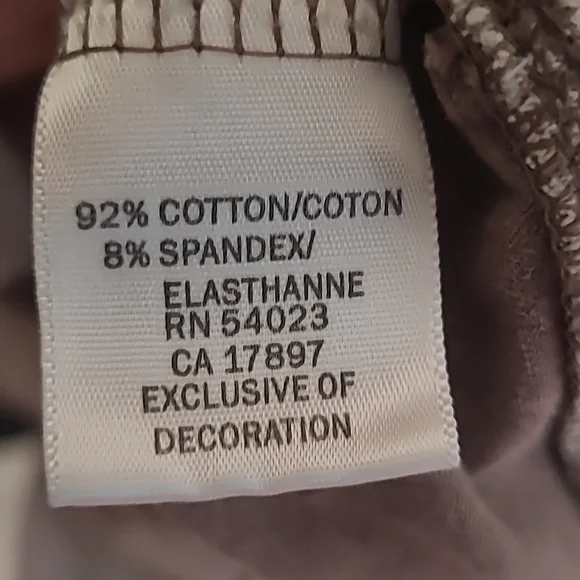 92% COTTON/COTON
8% SPANDEX/
ELASTHANNE
RN 54023
CA 17897
EXCLUSIVE OF
DECORATION